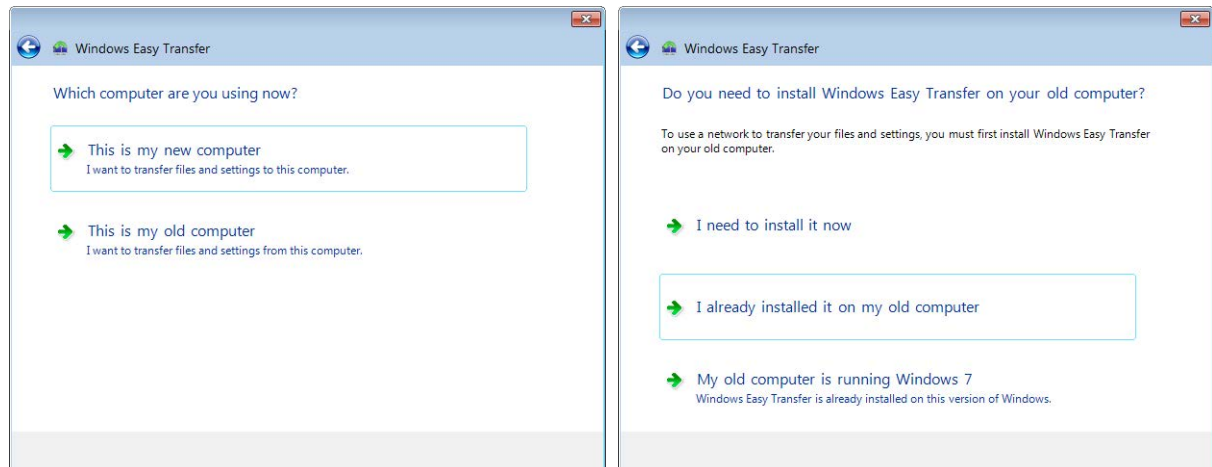 Windows Easy Transfer
Which computer are you using now?
This is my new computer
I want to transfer files and settings to this computer.
This is my old computer
I want to transfer files and settings from this computer.
Windows Easy Transfer
Do you need to install Windows Easy Transfer on your old computer?
To use a network to transfer your files and settings, you must first install Windows Easy Transfer
on your old computer.
I need to install it now
I already installed it on my old computer
My old computer is running Windows 7
Windows Easy Transfer is already installed on this version of Windows.